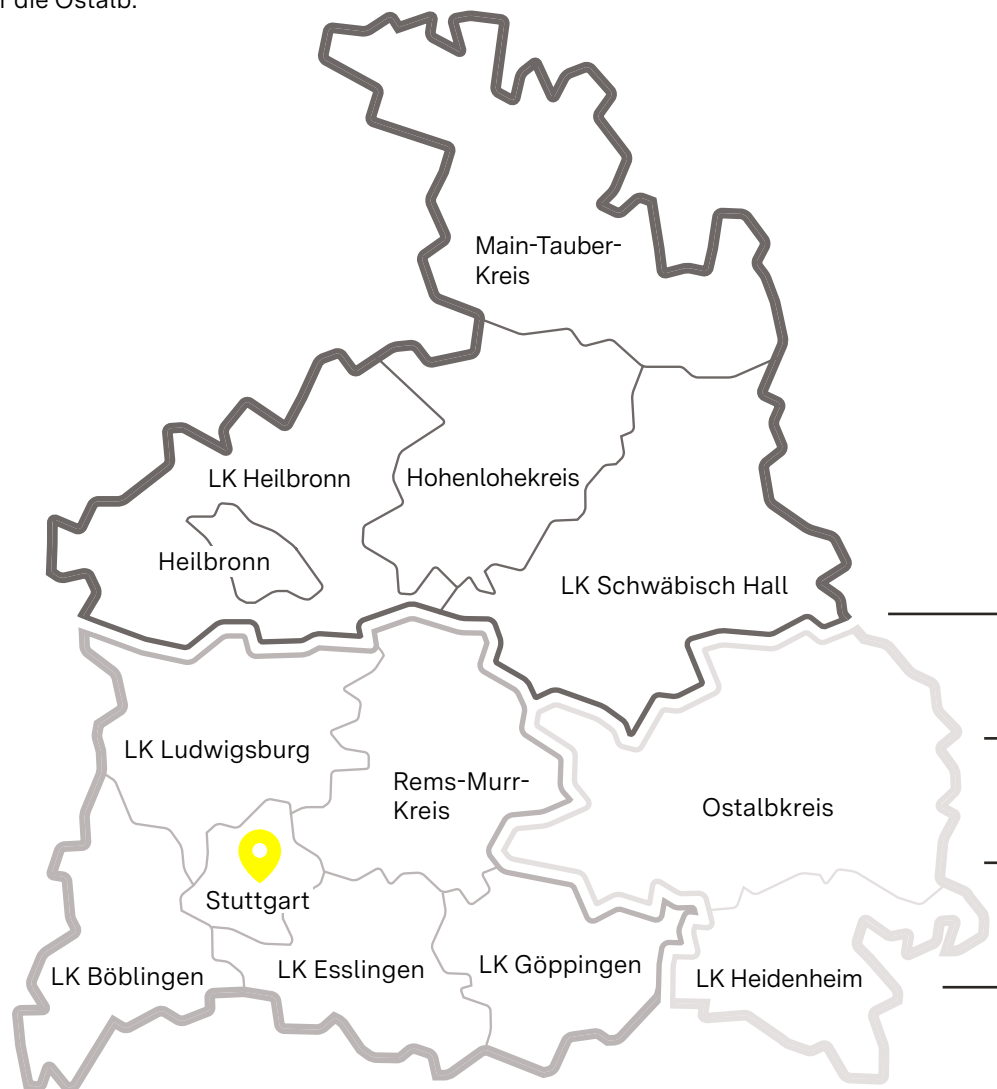 die Ostalb.
Main-Tauber-
Kreis
LK Heilbronn
Hohenlohekreis
Heilbronn
LK Schwäbisch Hall
LK Ludwigsburg
Rems-Murr-
Kreis
Ostalbkreis
Stuttgart
LK Böblingen
LK Esslingen
LK Göppingen
LK Heidenheim